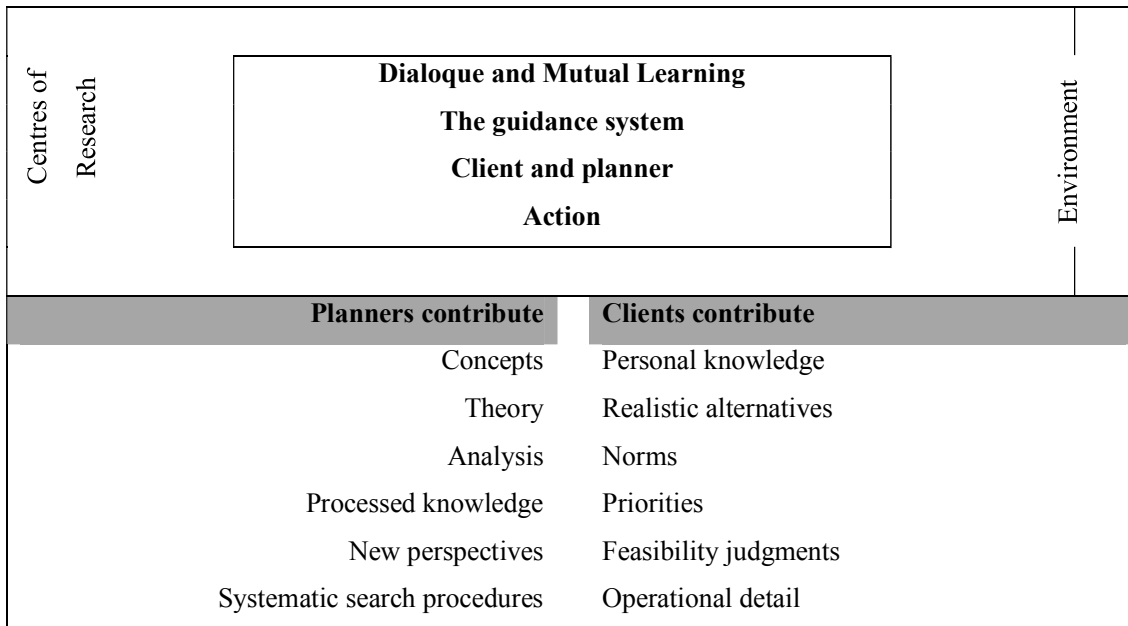 Centres of
Research
Dialoque and Mutual Learning
The guidance system
Client and planner
Action
Environment
Planners contribute Clients contribute
Concepts Personal knowledge
Theory Realistic alternatives
Analysis Norms
Processed knowledge Priorities
New perspectives Feasibility judgments
Systematic search procedures Operational detail